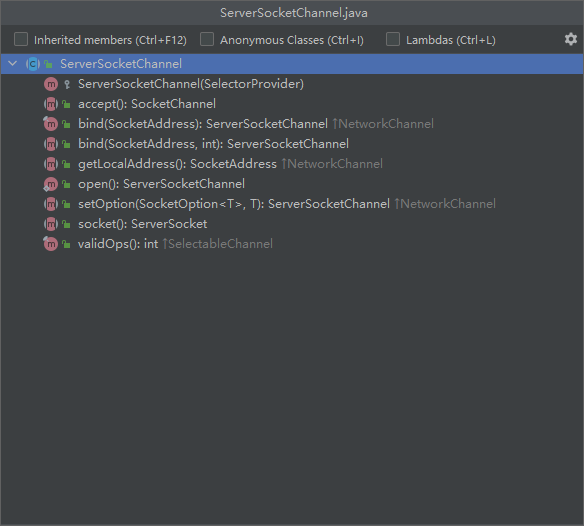 ServerSocketChannel.java
Inherited members (Ctrl+F12) Anonymous Classes (Ctrl+I) Lambdas (Ctrl+L)
ServerSocketChannel
ServerSocketChannel(SelectorProvider)
accept(): SocketChannel
bind(SocketAddress): ServerSocketChannel ↑NetworkChannel
bind(SocketAddress, int): ServerSocketChannel
getLocalAddress(): SocketAddress ↑NetworkChannel
open(): ServerSocketChannel
setOption(SocketOption<T>, T): ServerSocketChannel ↑NetworkChannel
socket(): ServerSocket
validOps(): int ↑SelectableChannel